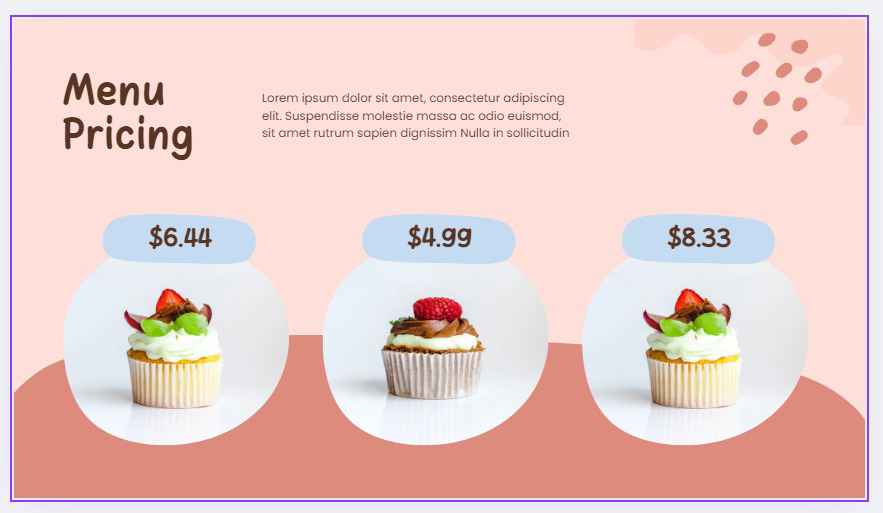 Menu
Pricing
Lorem ipsum dolor sit amet, consectetur adipiscing
elit. Suspendisse molestie massa ac odio euismod,
sit amet rutrum sapien dignissim Nulla in sollicitudin
$6.44
$4.99
$8.33